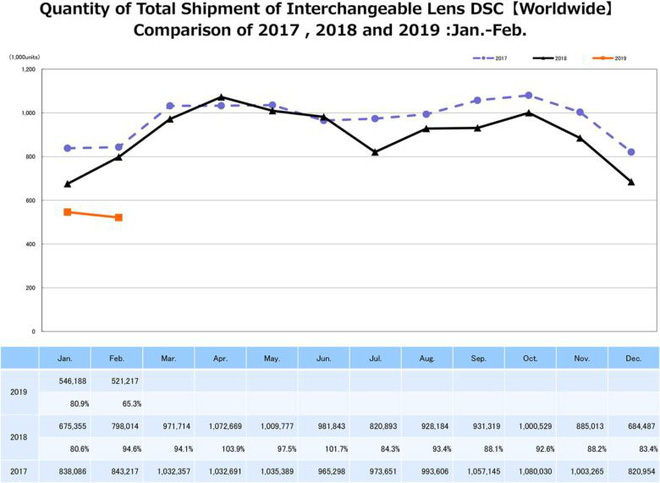 Quantity of Total Shipment of Interchangeable Lens DSC 【Worldwide】
Comparison of 2017 , 2018 and 2019 :Jan.-Feb.
(1,000units)
2017 2018 2019
1,200
1,000
800
600
400
200
0
Jan. Feb. Mar. Apr. May. Jun. Jul. Aug. Sep. Oct. Nov. Dec.
2019
546,188 521,217
80.9% 65.3%
2018
675,355 798,014 971,714 1,072,669 1,009,777 981,843 820,893 928,184 931,319 1,000,529 885,013 684,487
80.6% 94.6% 94.1% 103.9% 97.5% 101.7% 84.3% 93.4% 88.1% 92.6% 88.2% 83.4%
2017 838,086 843,217 1,032,357 1,032,691 1,035,389 965,298 973,651 993,606 1,057,145 1,080,030 1,003,265 820,954